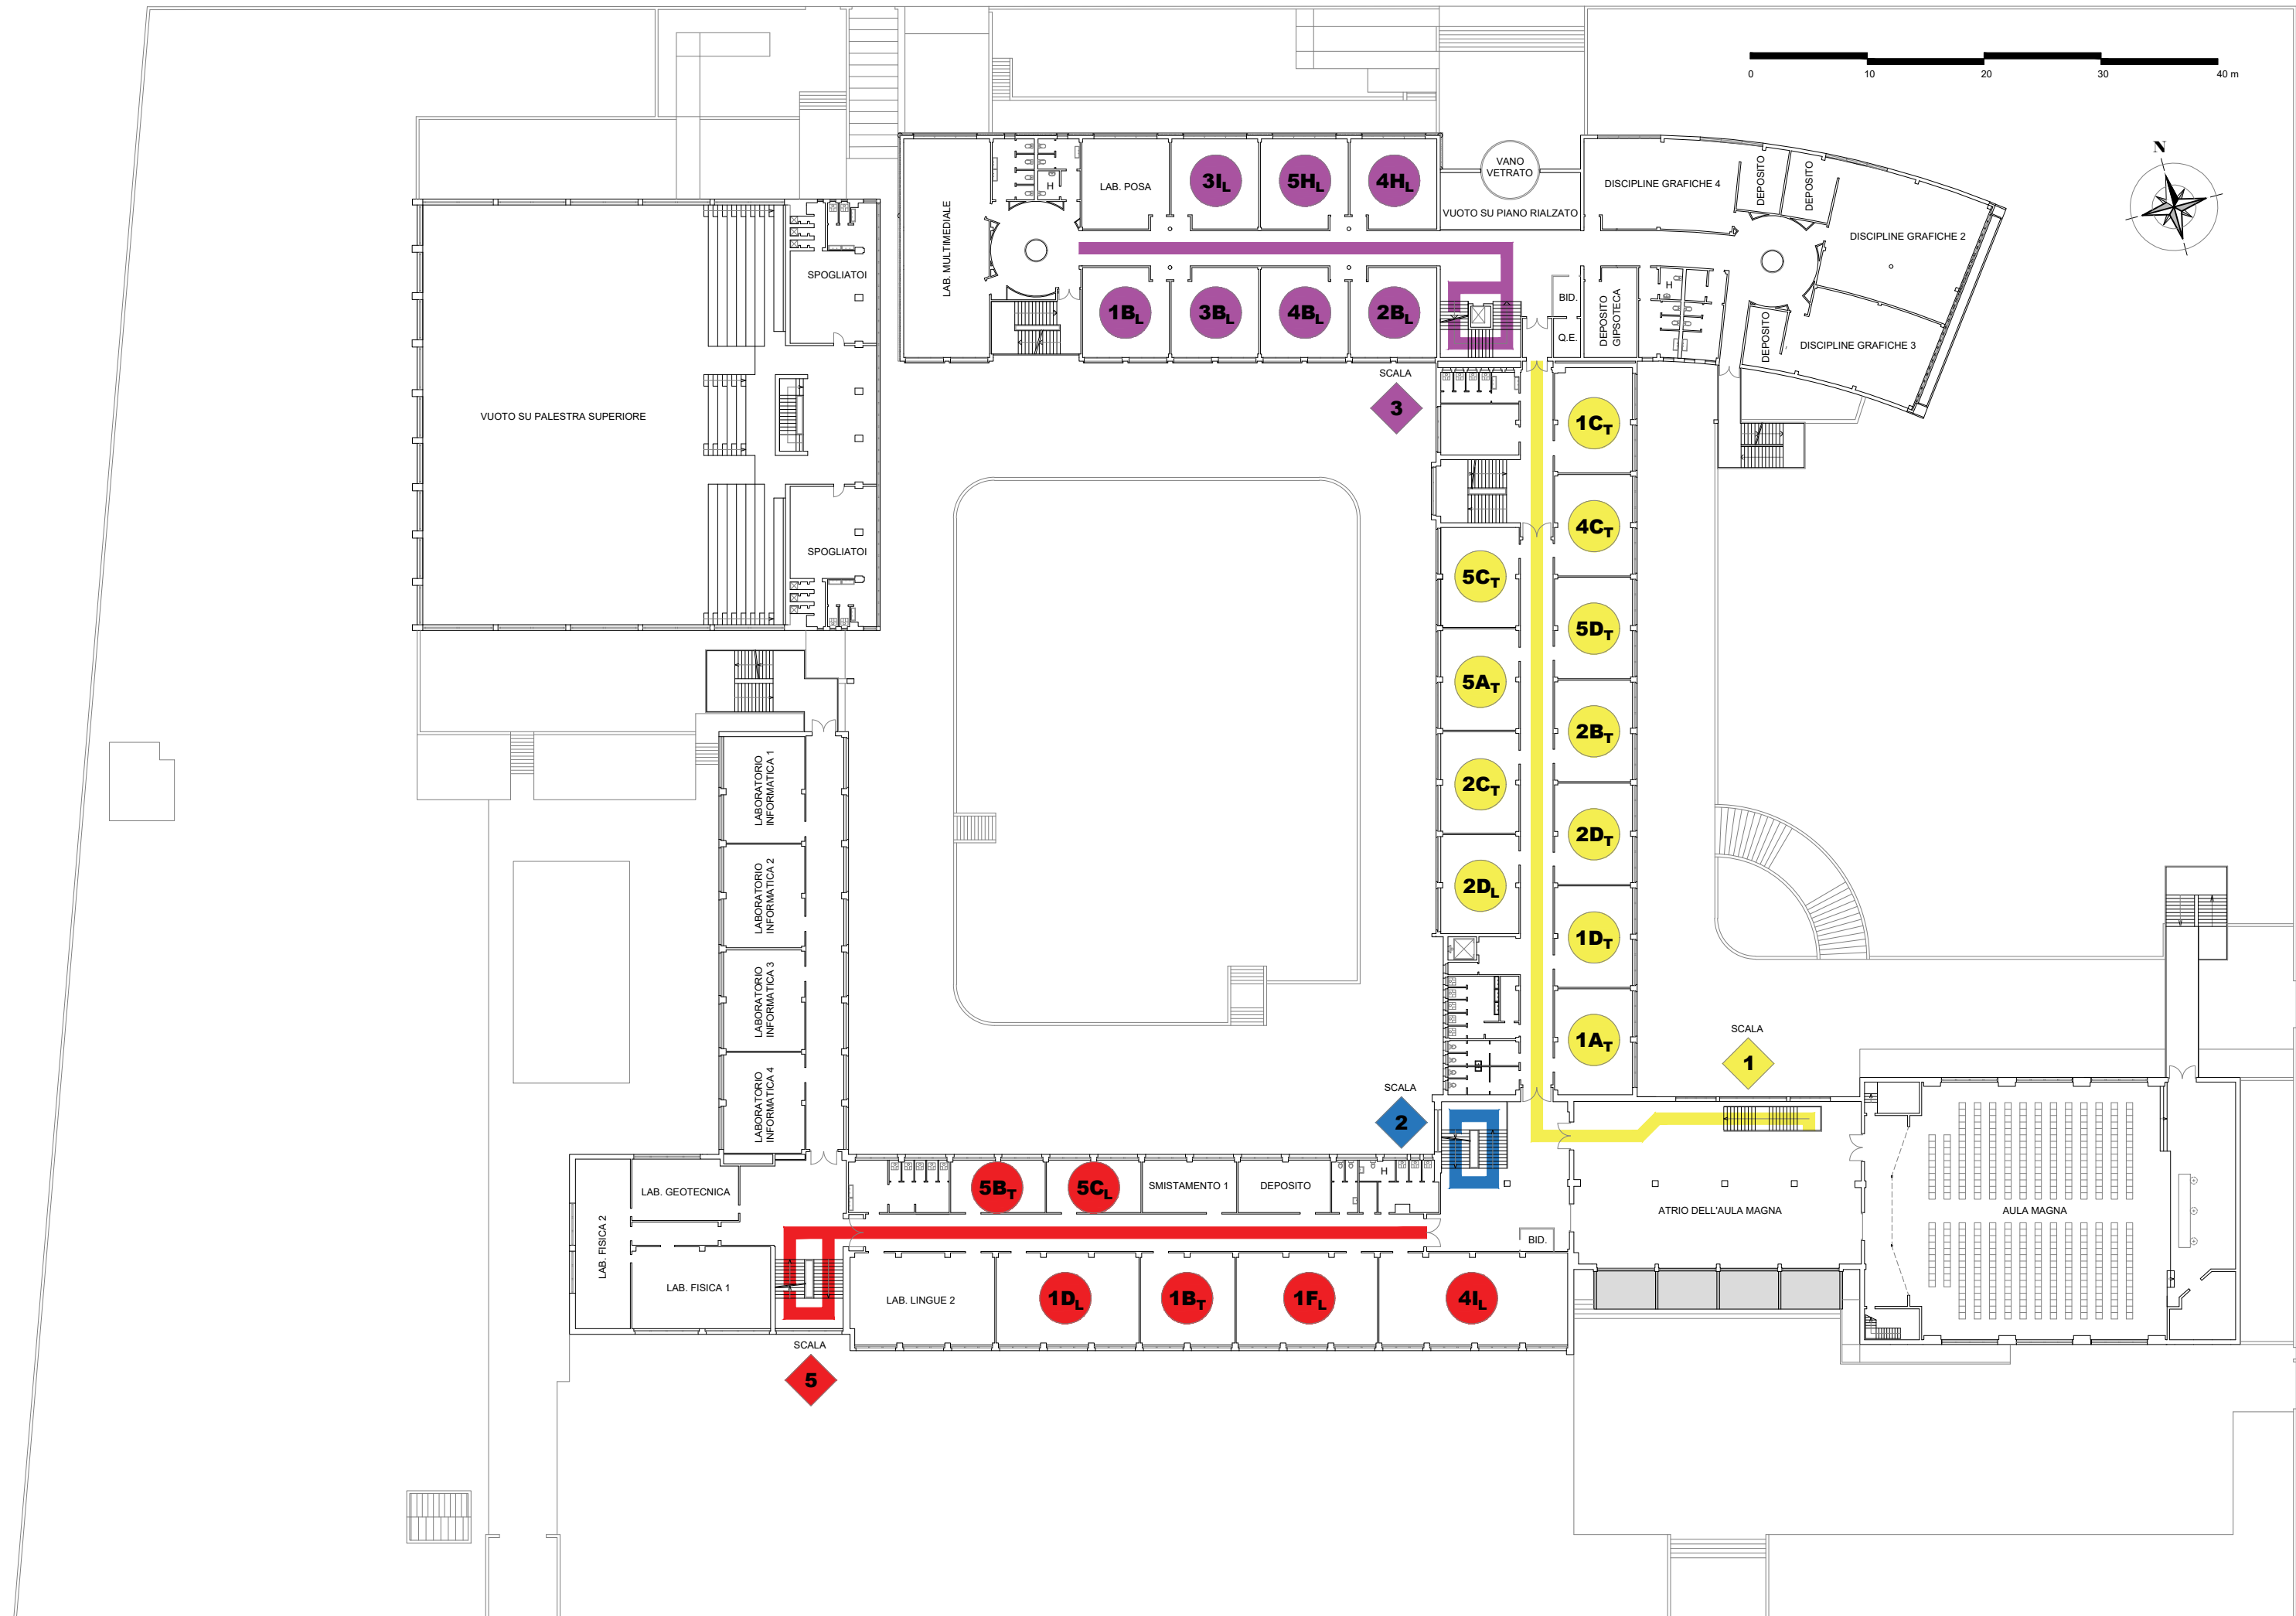 0 10 20 30 40 m
N
VANO
VETRATO
VUOTO SU PIANO RIALZATO
DISCIPLINE GRAFICHE 4
DEPOSITO
DEPOSITO
DISCIPLINE GRAFICHE 2
DISCIPLINE GRAFICHE 3
DEPOSITO
LAB. MULTIMEDIALE
H
LAB. POSA
3IL
5HL
4HL
1BL
3BL
4BL
2BL
BID.
Q.E.
DEPOSITO
GIPSOTECA
H
SCALA
3
SPOGLIATOI
VUOTO SU PALESTRA SUPERIORE
SPOGLIATOI
1CT
4CT
5CT
5DT
5AT
2BT
2CT
2DT
2DL
1DT
1AT
SCALA
1
SCALA
2
LABORATORIO
INFORMATICA 1
LABORATORIO
INFORMATICA 2
LABORATORIO
INFORMATICA 3
LABORATORIO
INFORMATICA 4
LAB. GEOTECNICA
LAB. FISICA 2
LAB. FISICA 1
5BT
5CL
SMISTAMENTO 1
DEPOSITO
H
BID.
ATRIO DELL'AULA MAGNA
AULA MAGNA
LAB. LINGUE 2
1DL
1BT
1FL
4IL
SCALA
5